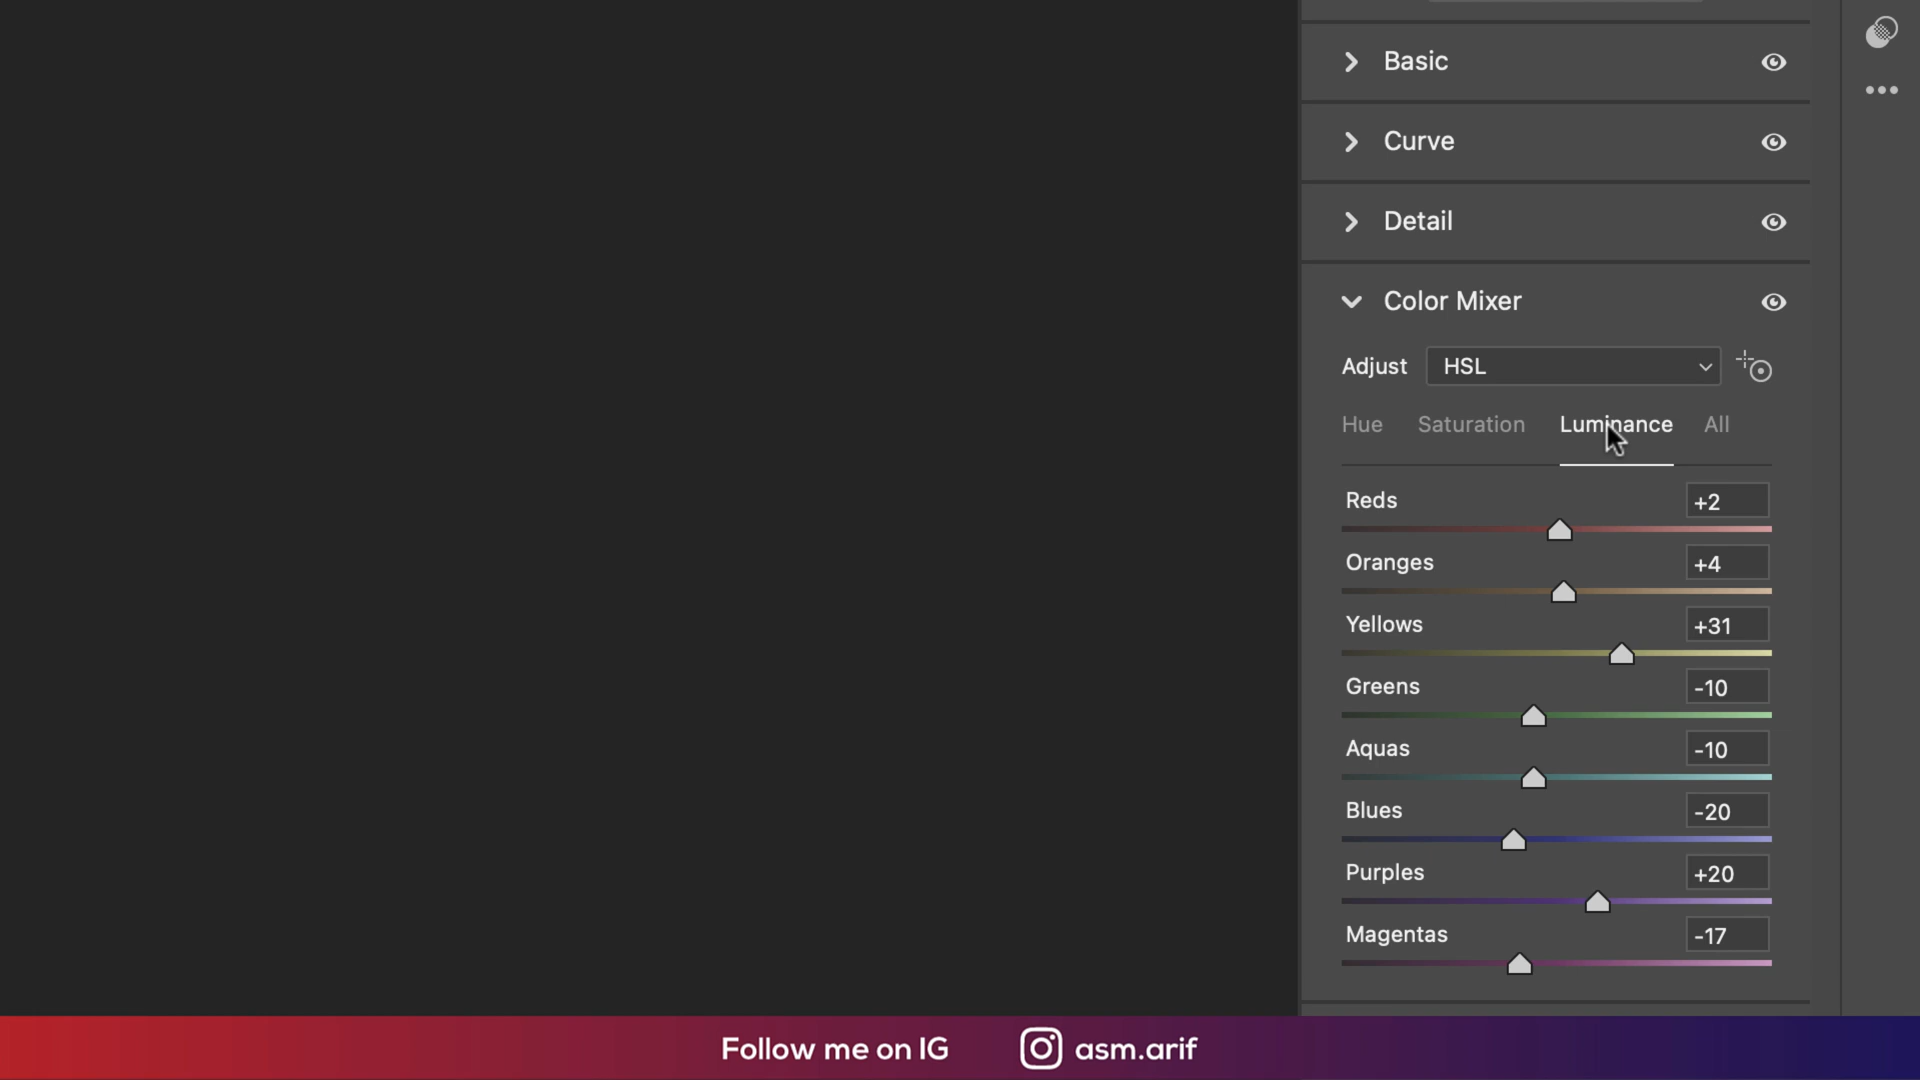 Basic
Curve
Detail
Color Mixer
Adjust HSL
Hue Saturation Luminance All
Reds +2
Oranges +4
Yellows +31
Greens -10
Aquas -10
Blues -20
Purples +20
Magentas -17
Follow me on IG asm.arif